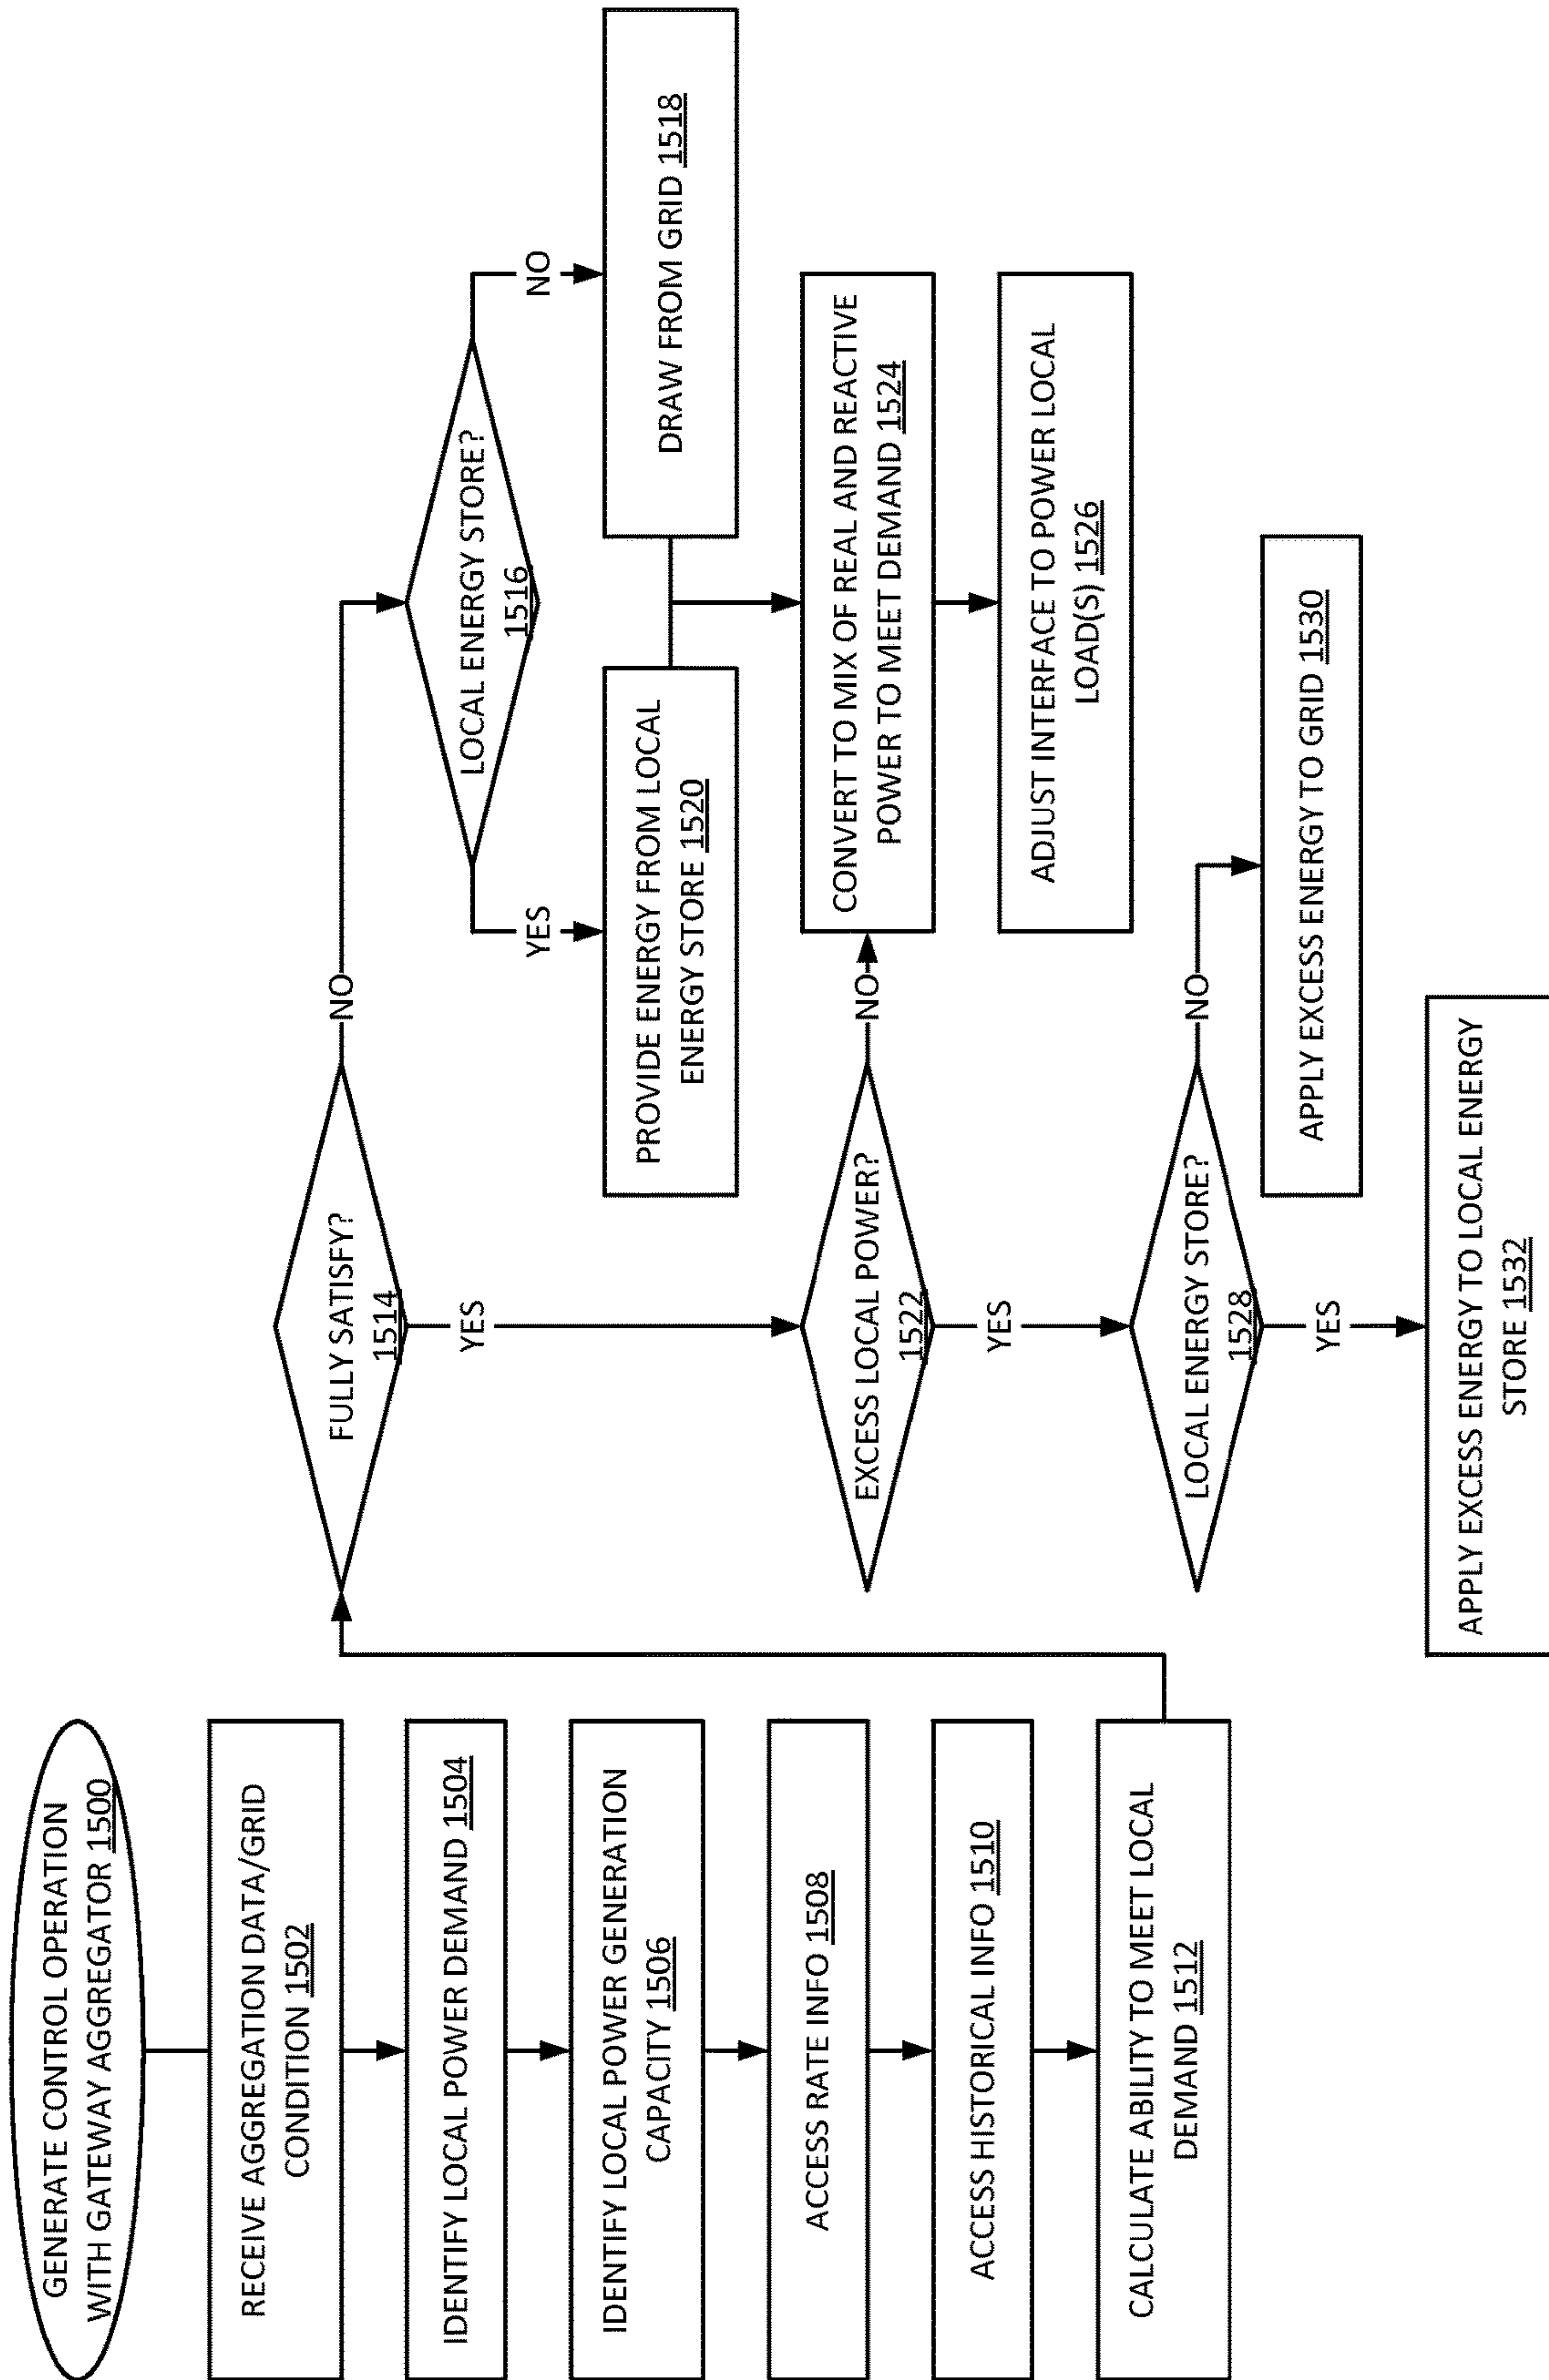 GENERATE CONTROL OPERATION
WITH GATEWAY AGGREGATOR 1500
RECEIVE AGGREGATION DATA/GRID
CONDITION 1502
IDENTIFY LOCAL POWER DEMAND 1504
IDENTIFY LOCAL POWER GENERATION
CAPACITY 1506
ACCESS RATE INFO 1508
ACCESS HISTORICAL INFO 1510
CALCULATE ABILITY TO MEET LOCAL
DEMAND 1512
FULLY SATISFY?
1514
NO
YES
LOCAL ENERGY STORE?
1516
YES
NO
PROVIDE ENERGY FROM LOCAL
ENERGY STORE 1520
DRAW FROM GRID 1518
EXCESS LOCAL POWER?
1522
NO
YES
CONVERT TO MIX OF REAL AND REACTIVE
POWER TO MEET DEMAND 1524
ADJUST INTERFACE TO POWER LOCAL
LOAD(S) 1526
LOCAL ENERGY STORE?
1528
NO
YES
APPLY EXCESS ENERGY TO GRID 1530
APPLY EXCESS ENERGY TO LOCAL ENERGY
STORE 1532